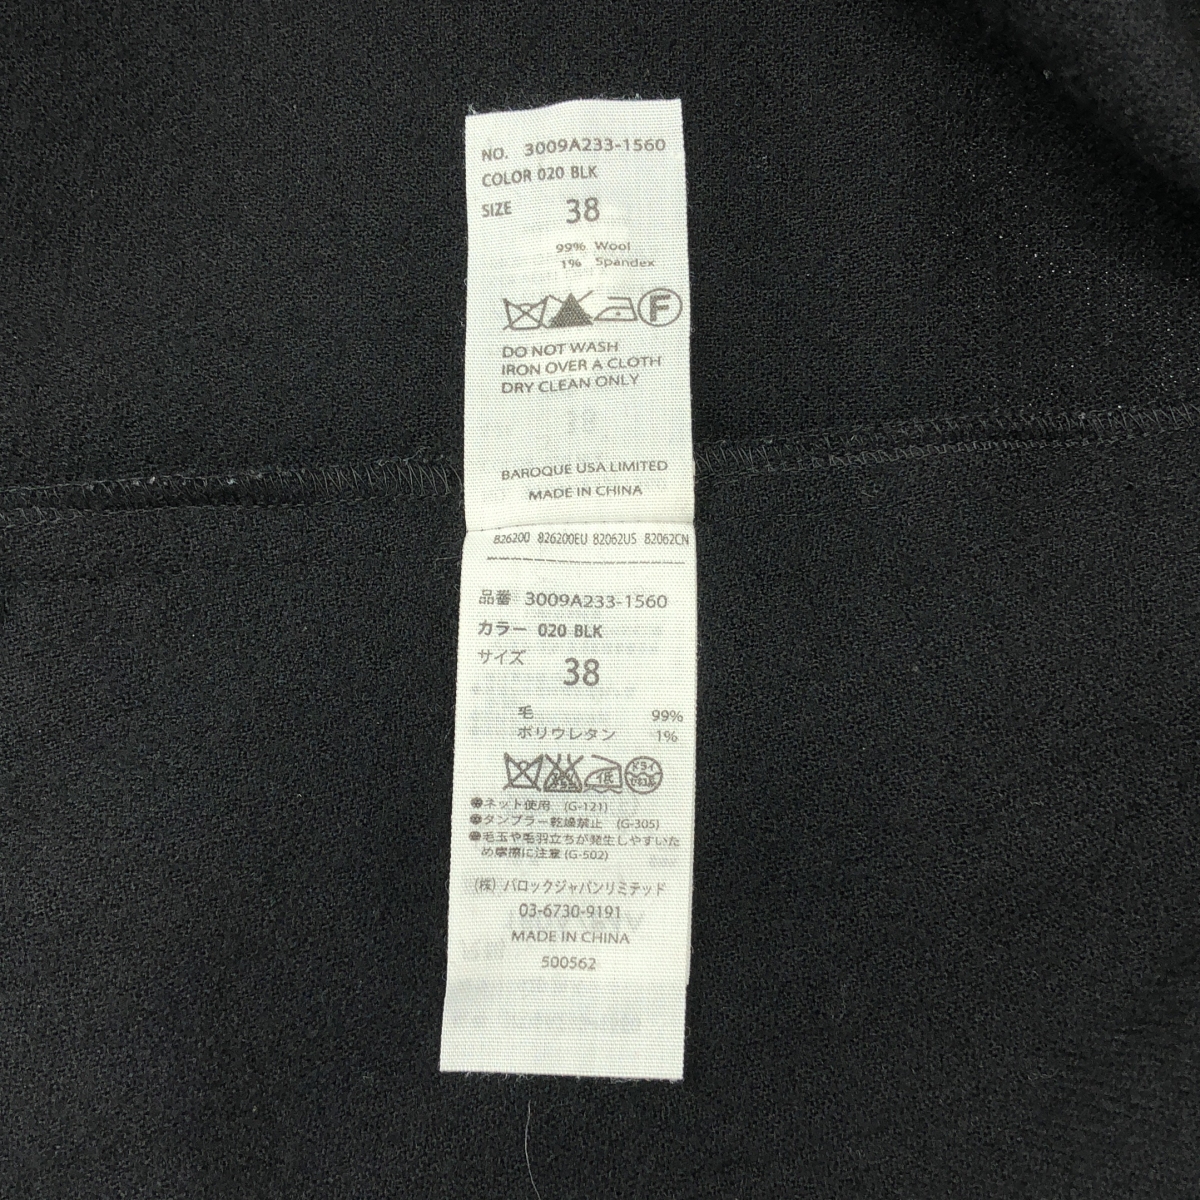 NO. 3009A233-1560
COLOR 020 BLK
SIZE 38
99% Wool
1% Spandex
F
DO NOT WASH
IRON OVER A CLOTH
DRY CLEAN ONLY
BAROQUE USA LIMITED
MADE IN CHINA
826200 826200EU 82062US 82062CN
品番 3009A233-1560
カラー 020 BLK
サイズ 38
毛 99%
ポリウレタン 1%
低 ドライ
●ネット使用 (G-121)
●タンブラー乾燥禁止 (G-305)
●毛玉や毛羽立ちが発生しやすいた
め摩擦に注意(G-502)
(株) バロックジャパンリミテッド
03-6730-9191
MADE IN CHINA
500562